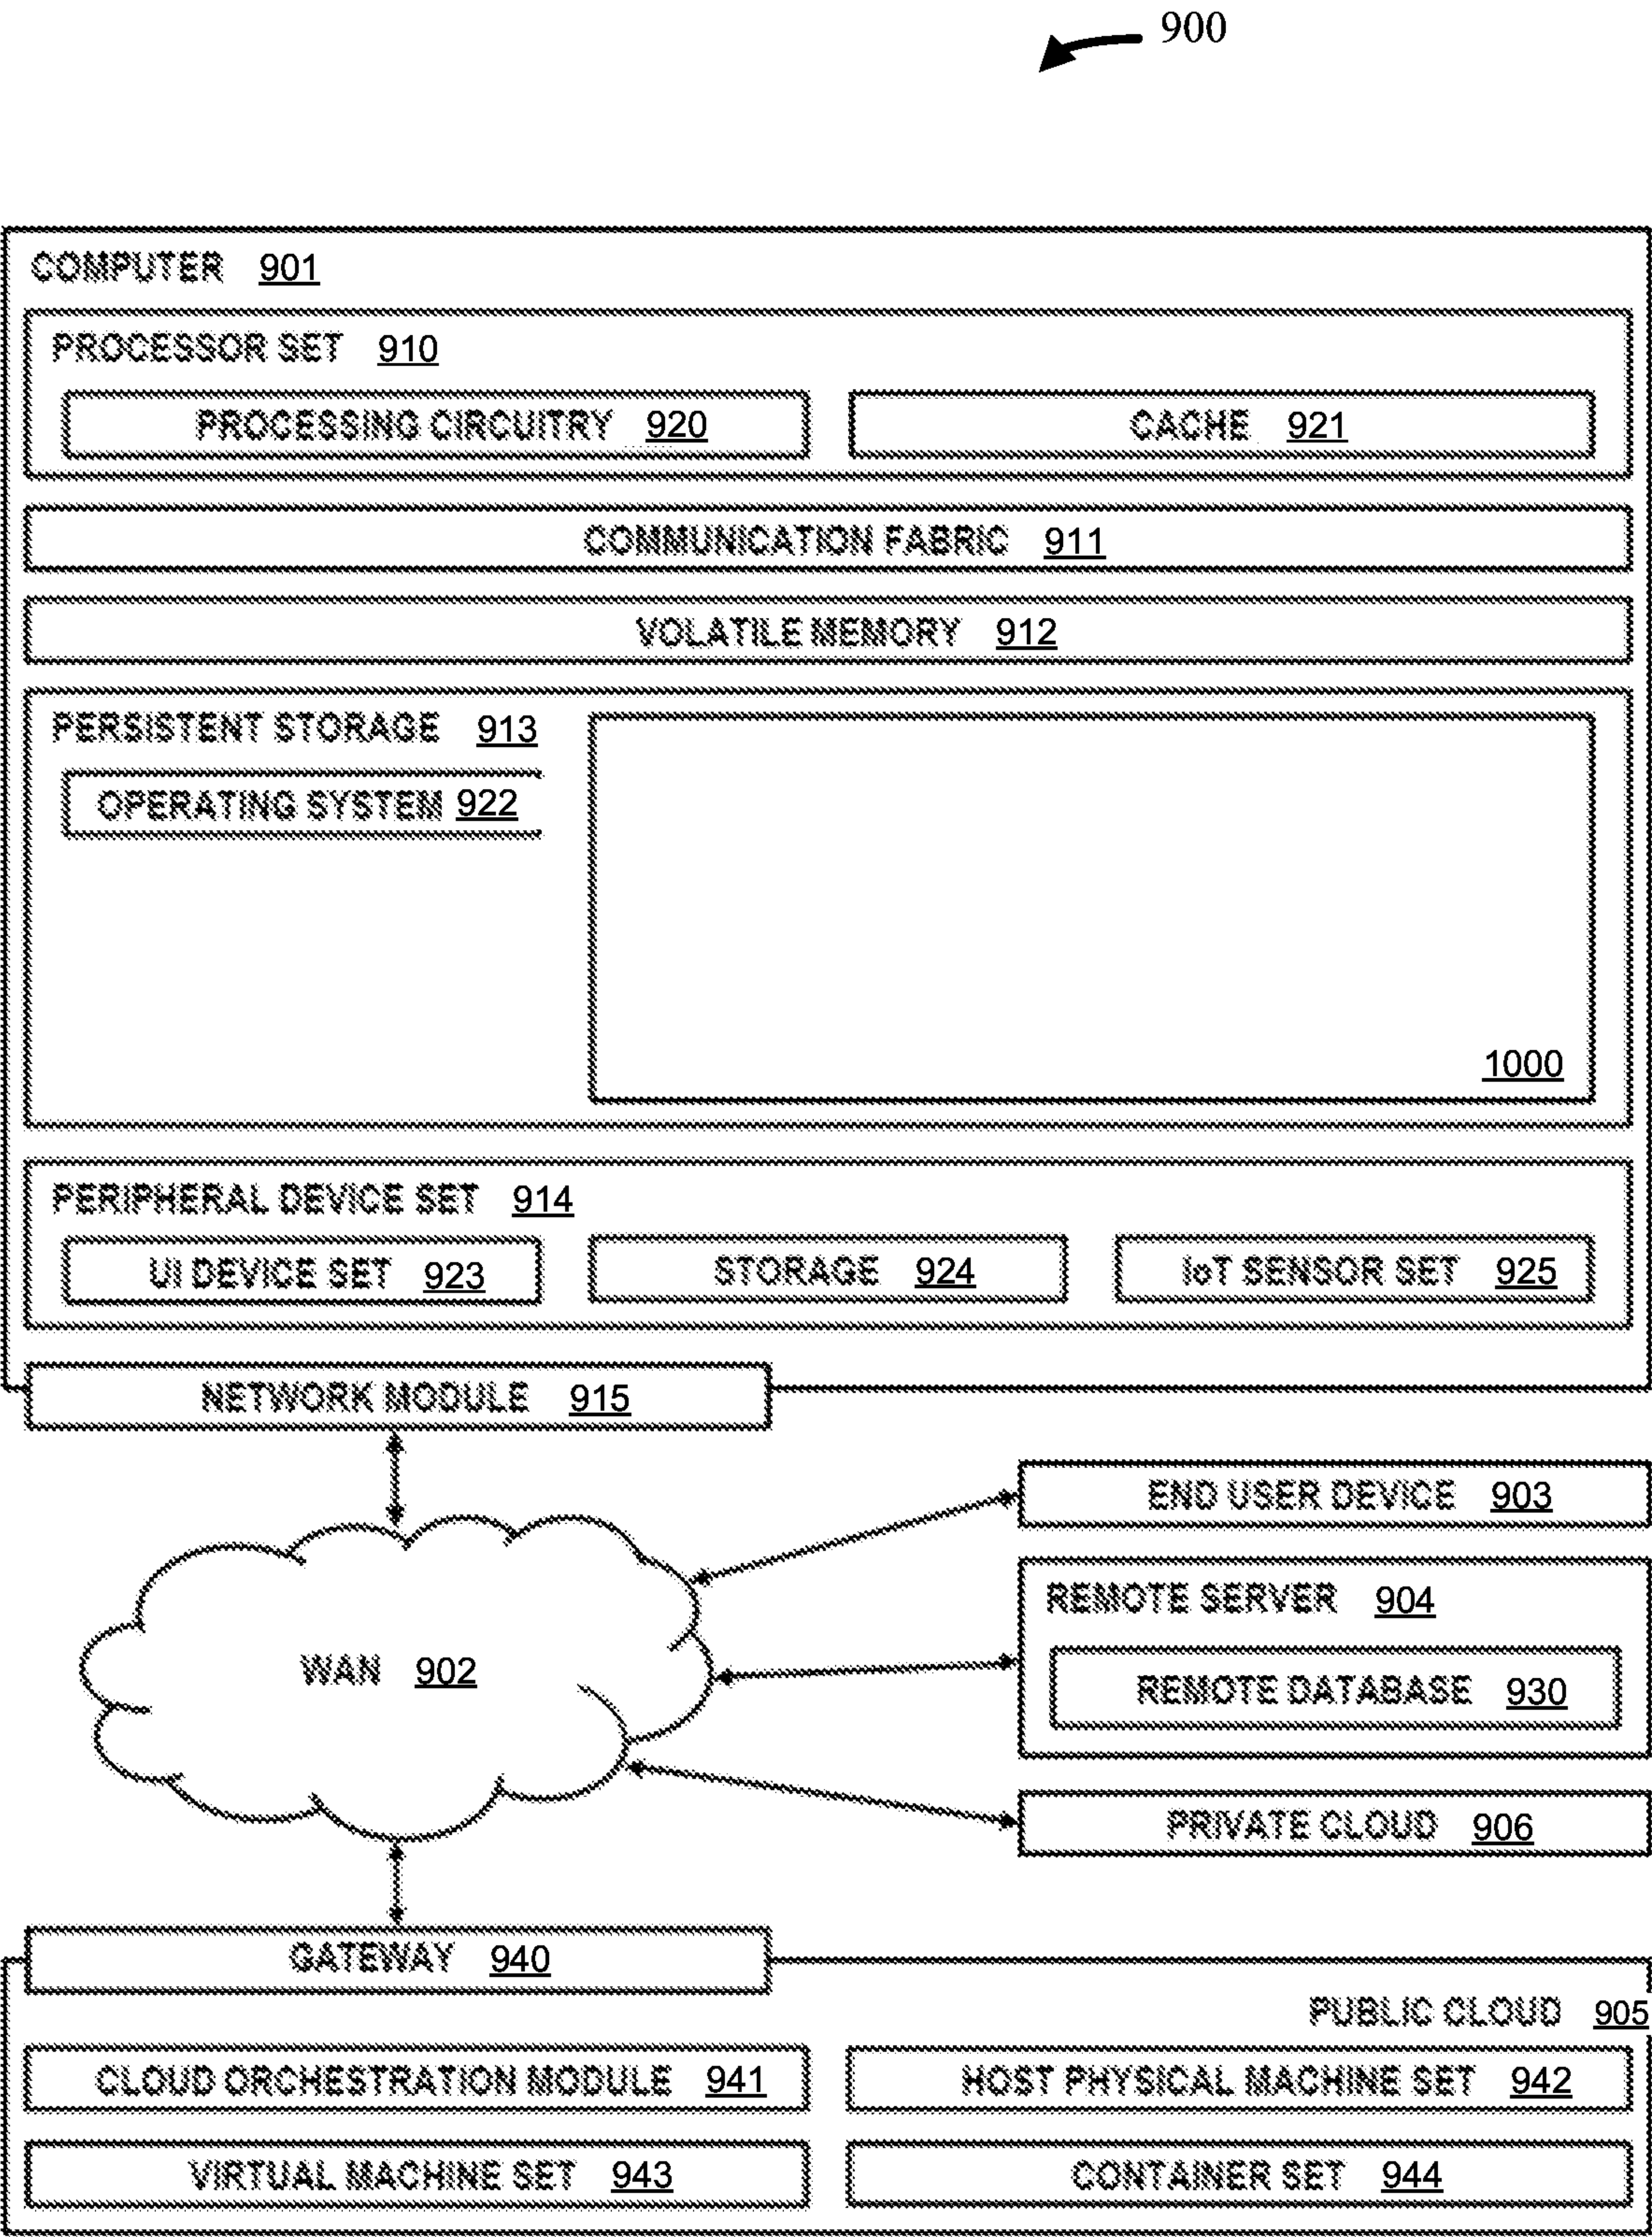 900
COMPUTER 901
PROCESSOR SET 910
PROCESSING CIRCUITRY 920 CACHE 921
COMMUNICATION FABRIC 911
VOLATILE MEMORY 912
PERSISTENT STORAGE 913
OPERATING SYSTEM 922
1000
PERIPHERAL DEVICE SET 914
UI DEVICE SET 923 STORAGE 924 IoT SENSOR SET 925
NETWORK MODULE 915
END USER DEVICE 903
REMOTE SERVER 904
WAN 902
REMOTE DATABASE 930
PRIVATE CLOUD 906
GATEWAY 940
PUBLIC CLOUD 905
CLOUD ORCHESTRATION MODULE 941 HOST PHYSICAL MACHINE SET 942
VIRTUAL MACHINE SET 943 CONTAINER SET 944